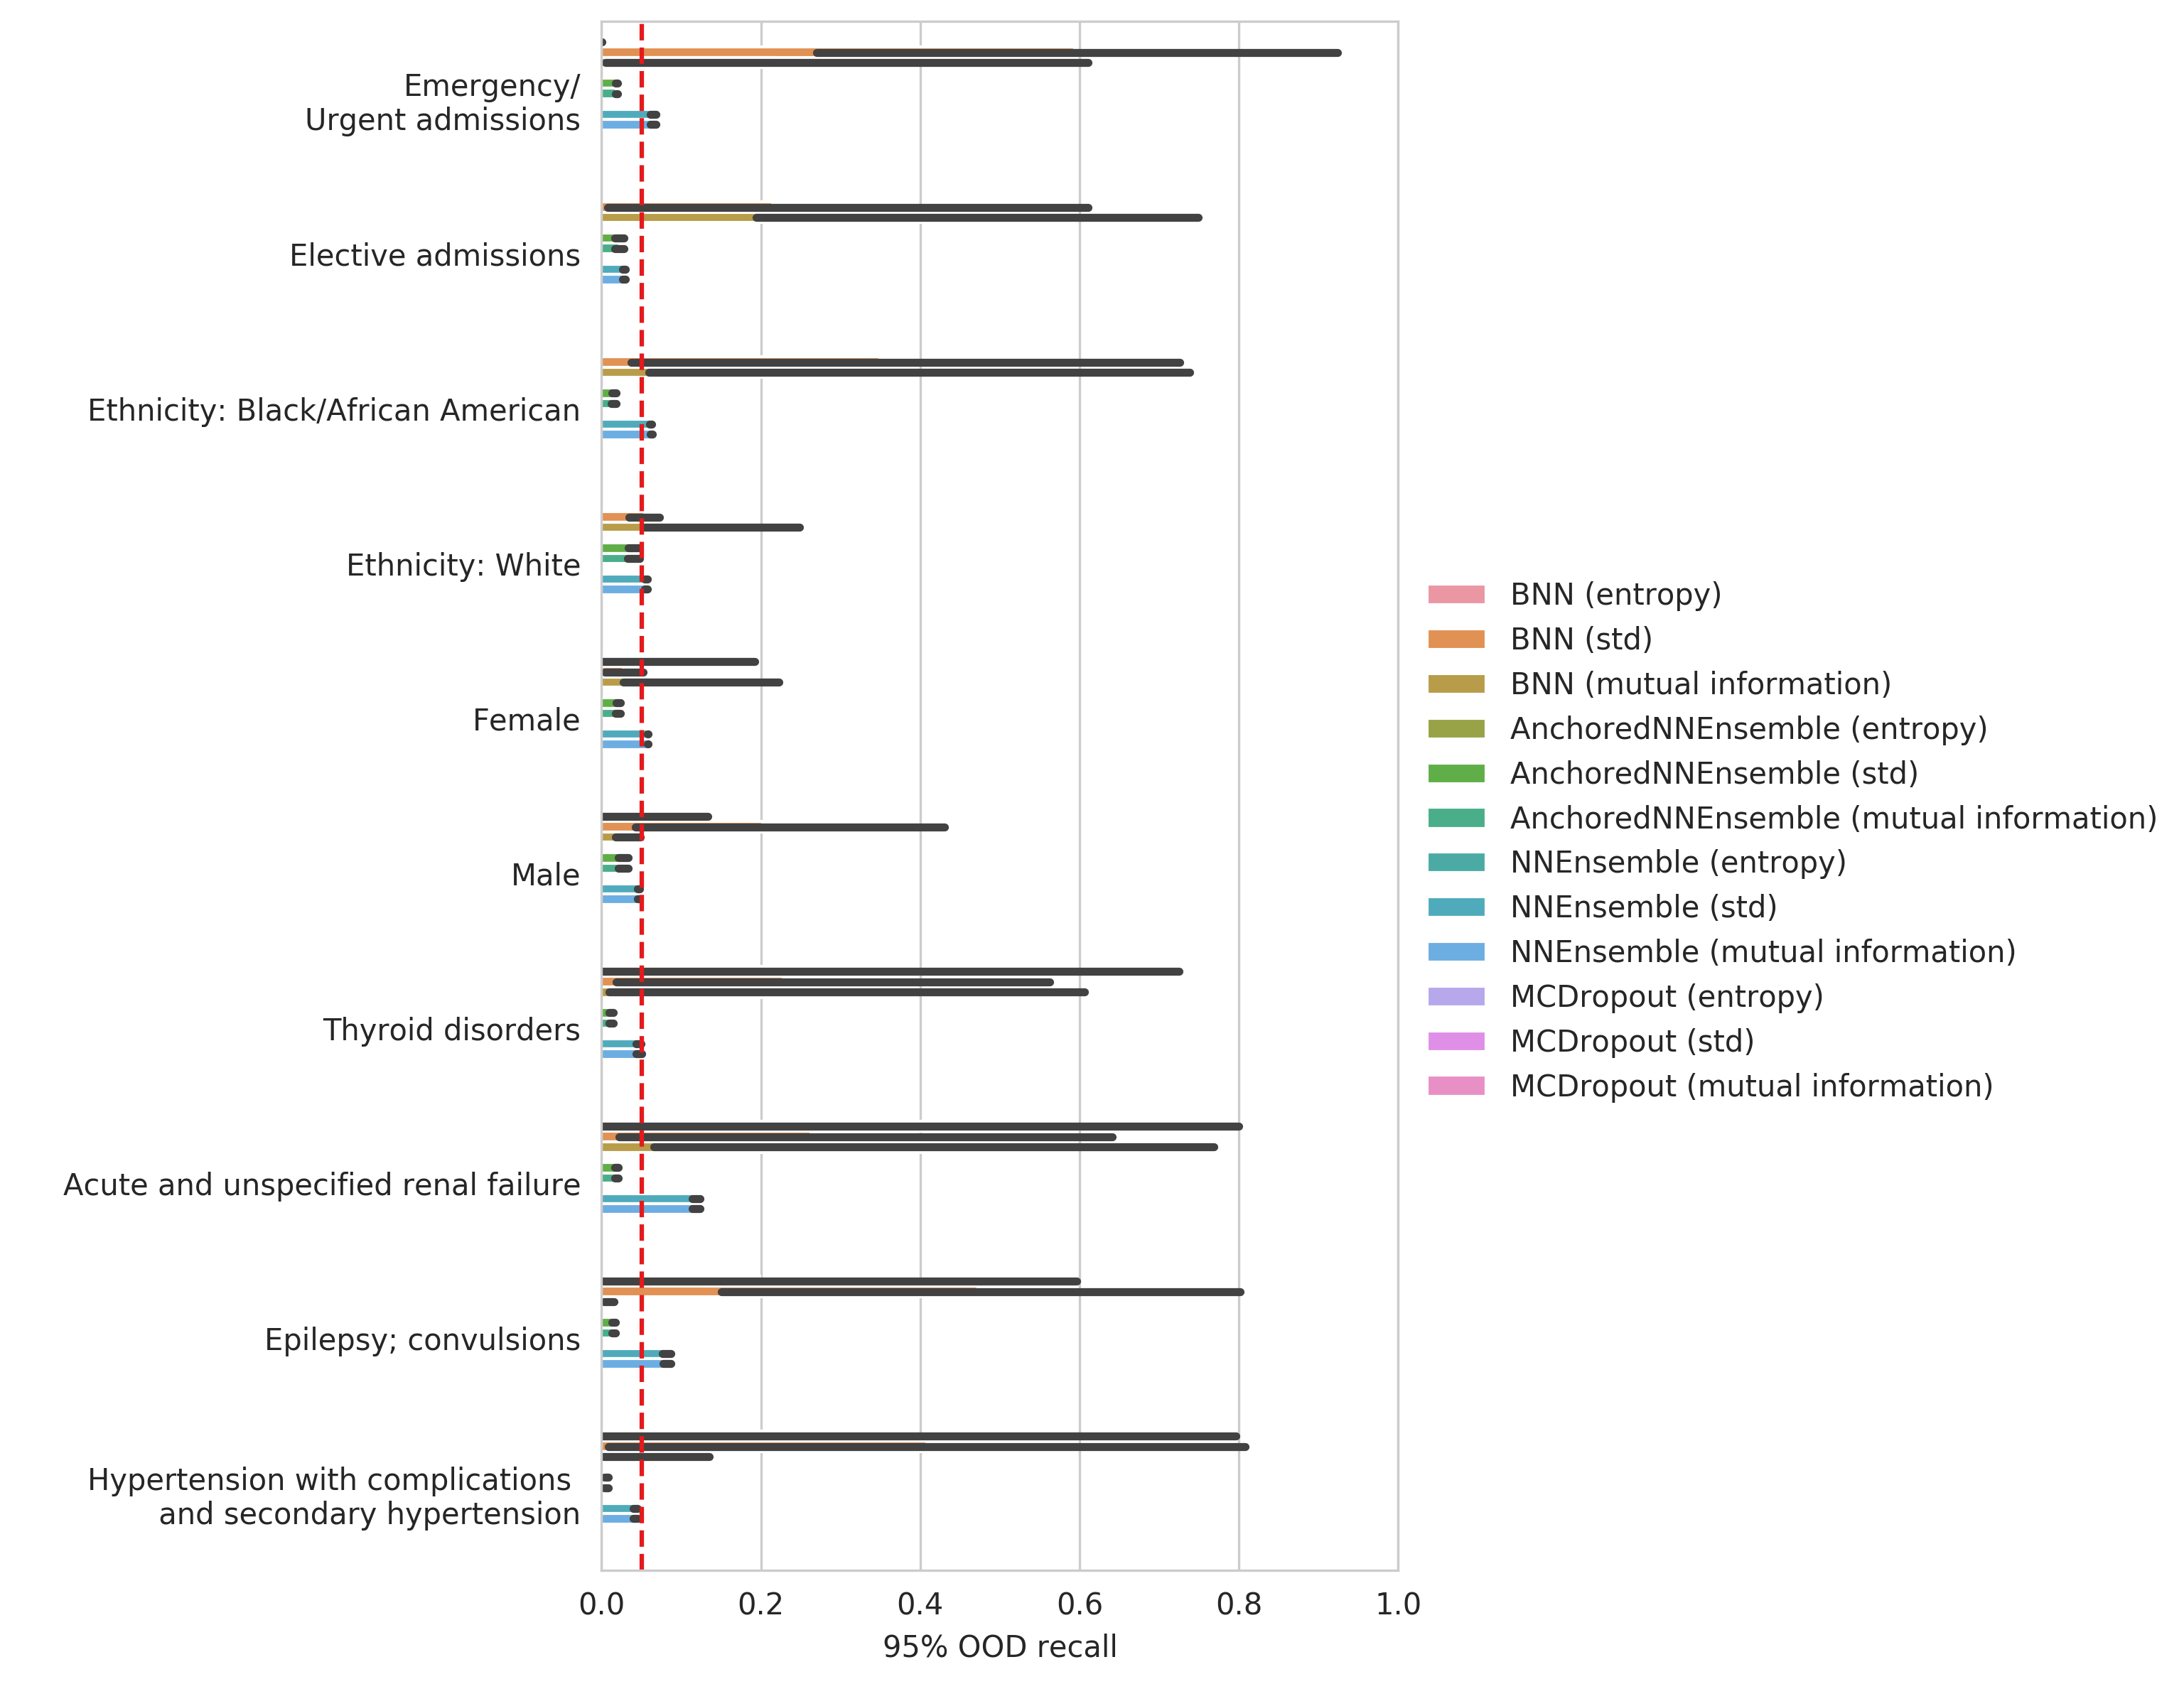 Emergency/
Urgent admissions
Elective admissions
Ethnicity: Black/African American
Ethnicity: White
Female
Male
Thyroid disorders
Acute and unspecified renal failure
Epilepsy; convulsions
Hypertension with complications
and secondary hypertension
0.0 0.2 0.4 0.6 0.8 1.0
95% OOD recall
BNN (entropy)
BNN (std)
BNN (mutual information)
AnchoredNNEnsemble (entropy)
AnchoredNNEnsemble (std)
AnchoredNNEnsemble (mutual information)
NNEnsemble (entropy)
NNEnsemble (std)
NNEnsemble (mutual information)
MCDropout (entropy)
MCDropout (std)
MCDropout (mutual information)